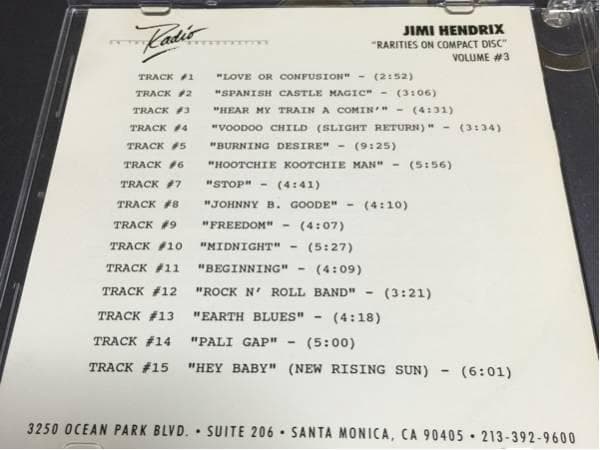 Radio
ON THE BROADCASTING
JIMI HENDRIX
"RARITIES ON COMPACT DISC"
VOLUME #3
TRACK #1 "LOVE OR CONFUSION" - (2:52)
TRACK #2 "SPANISH CASTLE MAGIC" - (3:06)
TRACK #3 "HEAR MY TRAIN A COMIN'" - (4:31)
TRACK #4 "VOODOO CHILD (SLIGHT RETURN)" - (3:34)
TRACK #5 "BURNING DESIRE" - (9:25)
TRACK #6 "HOOTCHIE KOOTCHIE MAN" - (5:56)
TRACK #7 "STOP" - (4:41)
TRACK #8 "JOHNNY B. GOODE" - (4:10)
TRACK #9 "FREEDOM" - (4:07)
TRACK #10 "MIDNIGHT" - (5:27)
TRACK #11 "BEGINNING" - (4:09)
TRACK #12 "ROCK N' ROLL BAND" - (3:21)
TRACK #13 "EARTH BLUES" - (4:18)
TRACK #14 "PALI GAP" - (5:00)
TRACK #15 "HEY BABY" (NEW RISING SUN) - (6:01)
3250 OCEAN PARK BLVD. • SUITE 206 • SANTA MONICA, CA 90405 • 213-392-9600